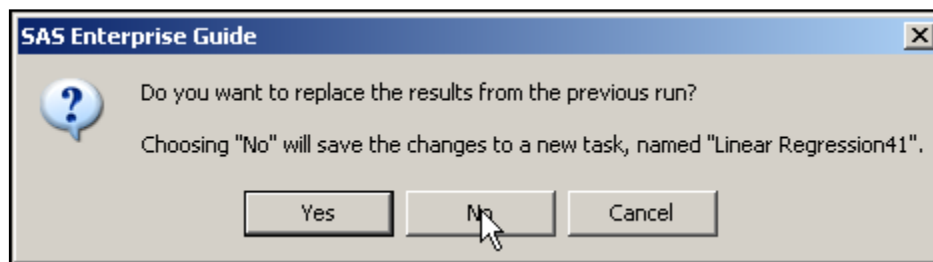 SAS Enterprise Guide
Do you want to replace the results from the previous run?
Choosing "No" will save the changes to a new task, named "Linear Regression41".
Yes
No
Cancel